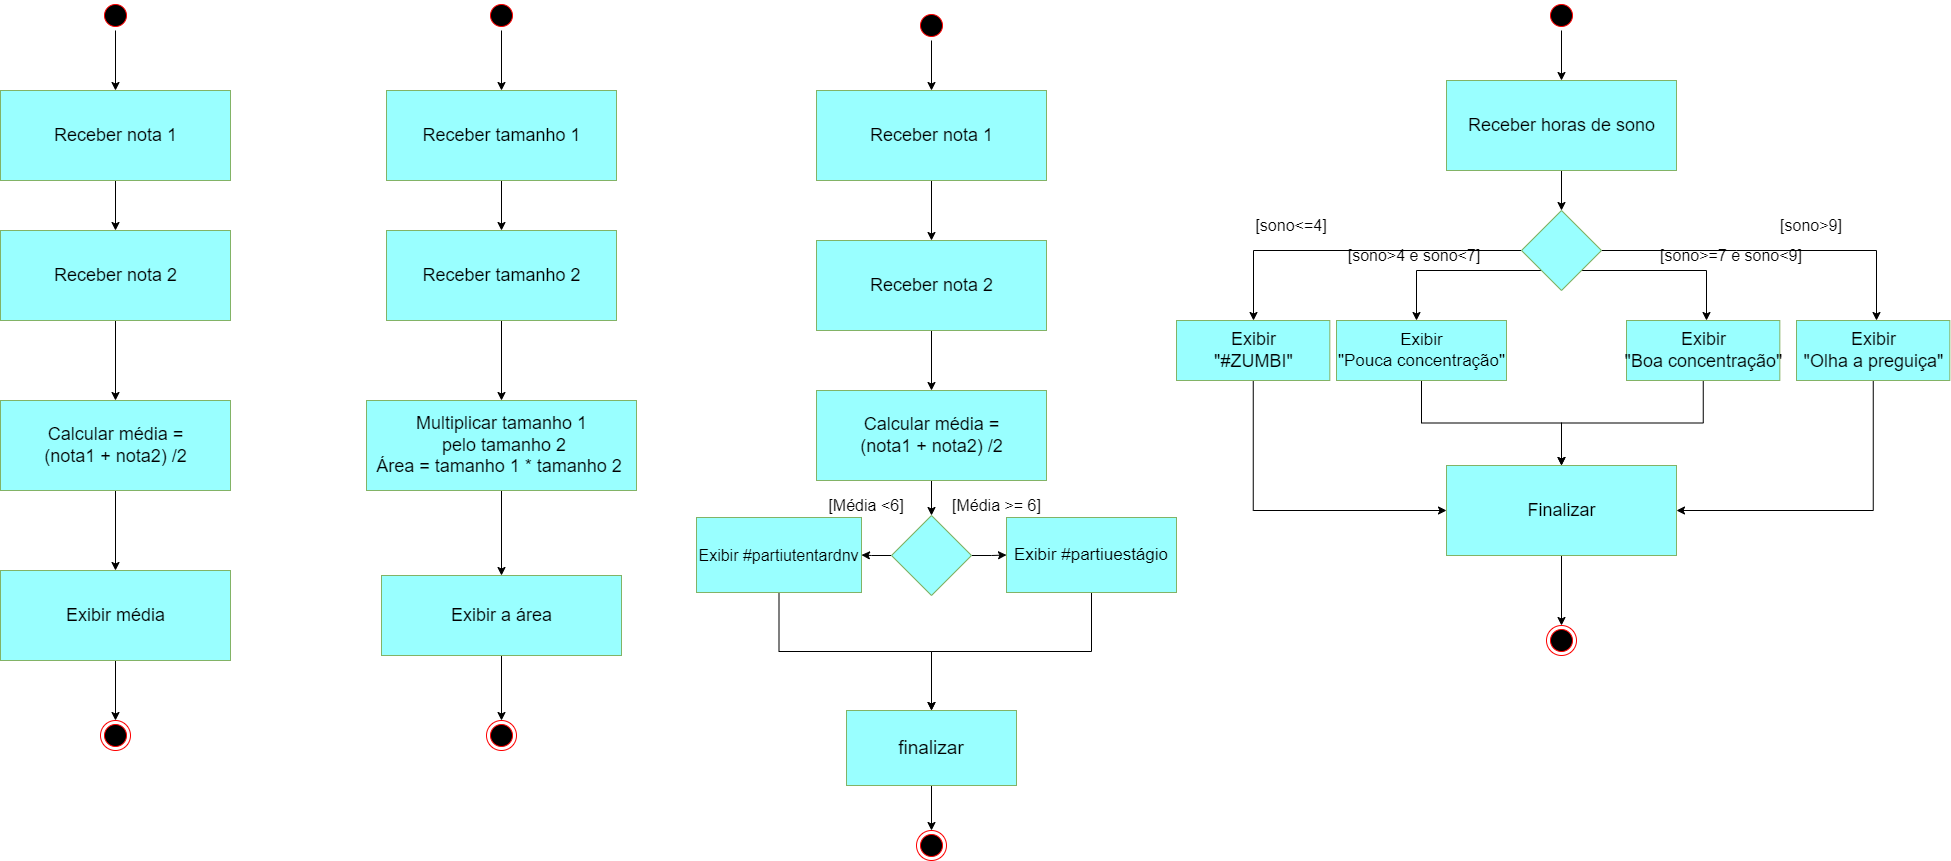 Receber nota 1
Receber nota 2
Calcular média =
(nota1 + nota2) /2
Exibir média
Receber tamanho 1
Receber tamanho 2
Multiplicar tamanho 1
pelo tamanho 2
Área = tamanho 1 * tamanho 2
Exibir a área
Receber nota 1
Receber nota 2
Calcular média =
(nota1 + nota2) /2
[Média <6]
[Média >= 6]
Exibir #partiutentardnv
Exibir #partiuestágio
finalizar
Receber horas de sono
[sono<=4]
[sono>9]
[sono>4 e sono<7]
[sono>=7 e sono<9]
Exibir
"#ZUMBI"
Exibir
"Pouca concentração"
Exibir
"Boa concentração"
Exibir
"Olha a preguiça"
Finalizar